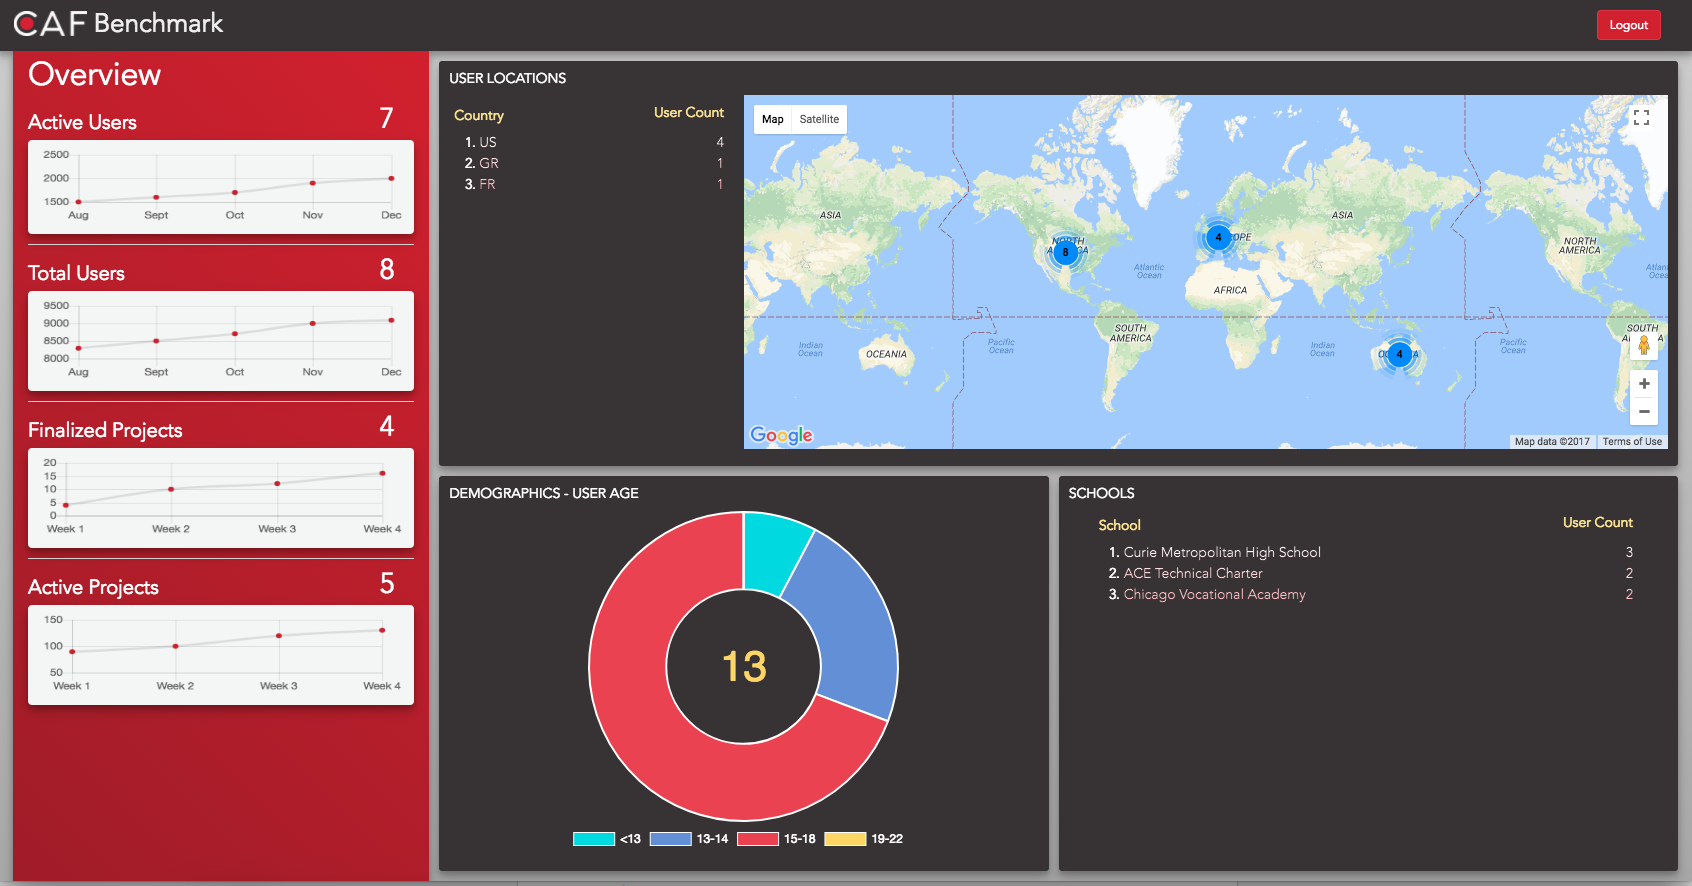 CAF Benchmark
Logout
Overview
Active Users 7
2500
2000
1500
Aug Sept Oct Nov Dec
Total Users 8
9500
9000
8500
8000
Aug Sept Oct Nov Dec
Finalized Projects 4
20
15
10
5
0
Week 1 Week 2 Week 3 Week 4
Active Projects 5
150
100
50
Week 1 Week 2 Week 3 Week 4
USER LOCATIONS
Country User Count
1. US 4
2. GR 1
3. FR 1
Map Satellite
ASIA
NORTH
AMERICA
8
4
ASIA
NORTH
AMERICA
Atlantic
Ocean
AFRICA
Indian
Ocean
OCEANIA
Pacific
Ocean
SOUTH
AMERICA
Indian
Ocean
4
Pacific
Ocean
SOUTH
Google
Map data ©2017 Terms of Use
DEMOGRAPHICS - USER AGE
13
<13 13-14 15-18 19-22
SCHOOLS
School User Count
1. Curie Metropolitan High School 3
2. ACE Technical Charter 2
3. Chicago Vocational Academy 2